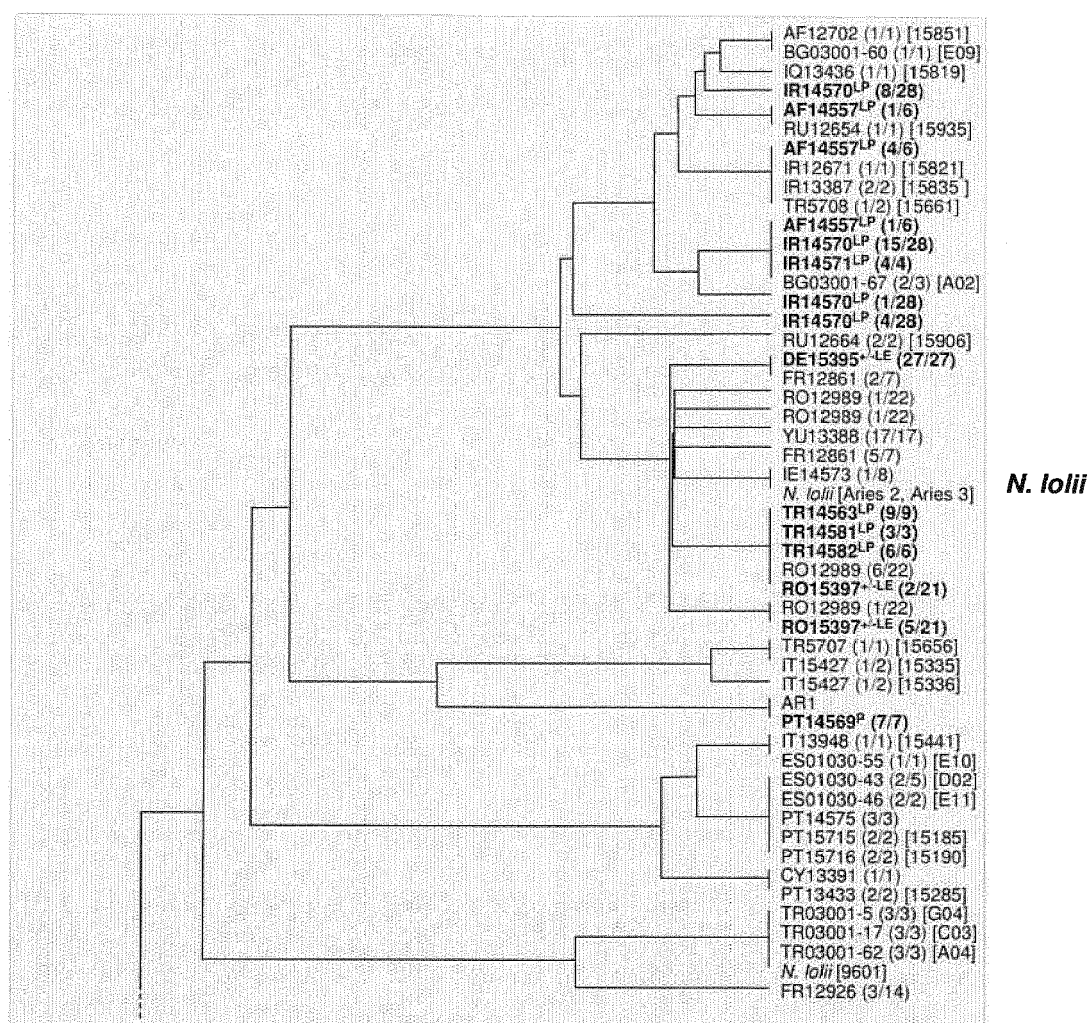 AF12702 (1/1) [15851]
BG03001-60 (1/1) [E09]
IQ13436 (1/1) [15819]
IR14570LP (8/28)
AF14557LP (1/6)
RU12654 (1/1) [15935]
AF14557LP (4/6)
IR12671 (1/1) [15821]
IR13387 (2/2) [15835 ]
TR5708 (1/2) [15661]
AF14557LP (1/6)
IR14570LP (15/28)
IR14571LP (4/4)
BG03001-67 (2/3) [A02]
IR14570LP (1/28)
IR14570LP (4/28)
RU12664 (2/2) [15906]
DE15395+/-LE (27/27)
FR12861 (2/7)
RO12989 (1/22)
RO12989 (1/22)
YU13388 (17/17)
FR12861 (5/7)
IE14573 (1/8)
N. lolii [Aries 2, Aries 3]
N. lolii
TR14563LP (9/9)
TR14581LP (3/3)
TR14582LP (6/6)
RO12989 (6/22)
RO15397+/-LE (2/21)
RO12989 (1/22)
RO15397+/-LE (5/21)
TR5707 (1/1) [15656]
IT15427 (1/2) [15335]
IT15427 (1/2) [15336]
AR1
PT14569P (7/7)
IT13948 (1/1) [15441]
ES01030-55 (1/1) [E10]
ES01030-43 (2/5) [D02]
ES01030-46 (2/2) [E11]
PT14575 (3/3)
PT15715 (2/2) [15185]
PT15716 (2/2) [15190]
CY13391 (1/1)
PT13433 (2/2) [15285]
TR03001-5 (3/3) [G04]
TR03001-17 (3/3) [C03]
TR03001-62 (3/3) [A04]
N. lolii [9601]
FR12926 (3/14)